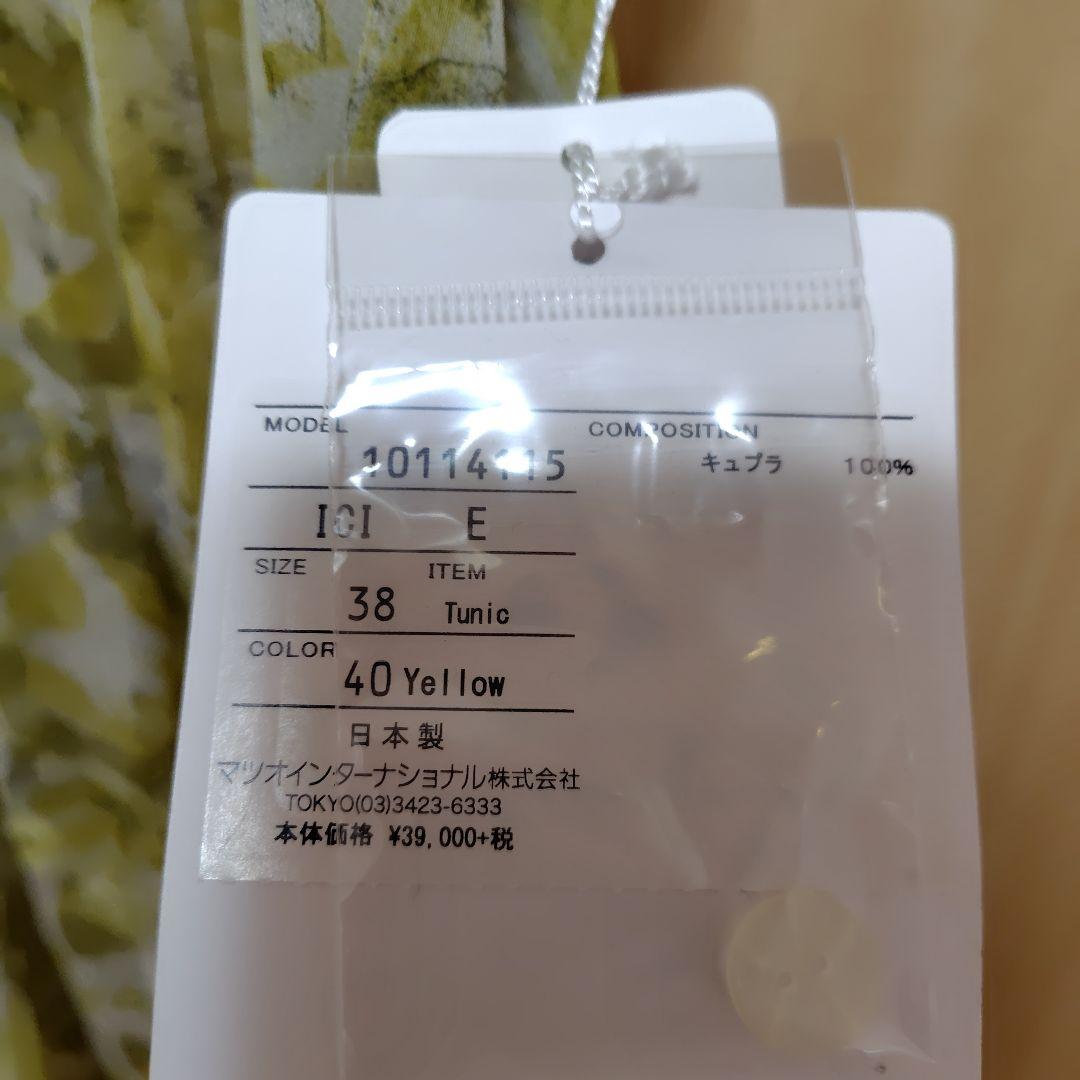 MODEL
COMPOSITION
キュプラ 100%
ICI E
SIZE ITEM
38 Tunic
COLOR
40 Yellow
日本製
マツオインターナショナル株式会社
TOKYO(03)3423-6333
本体価格 ¥39,000+税